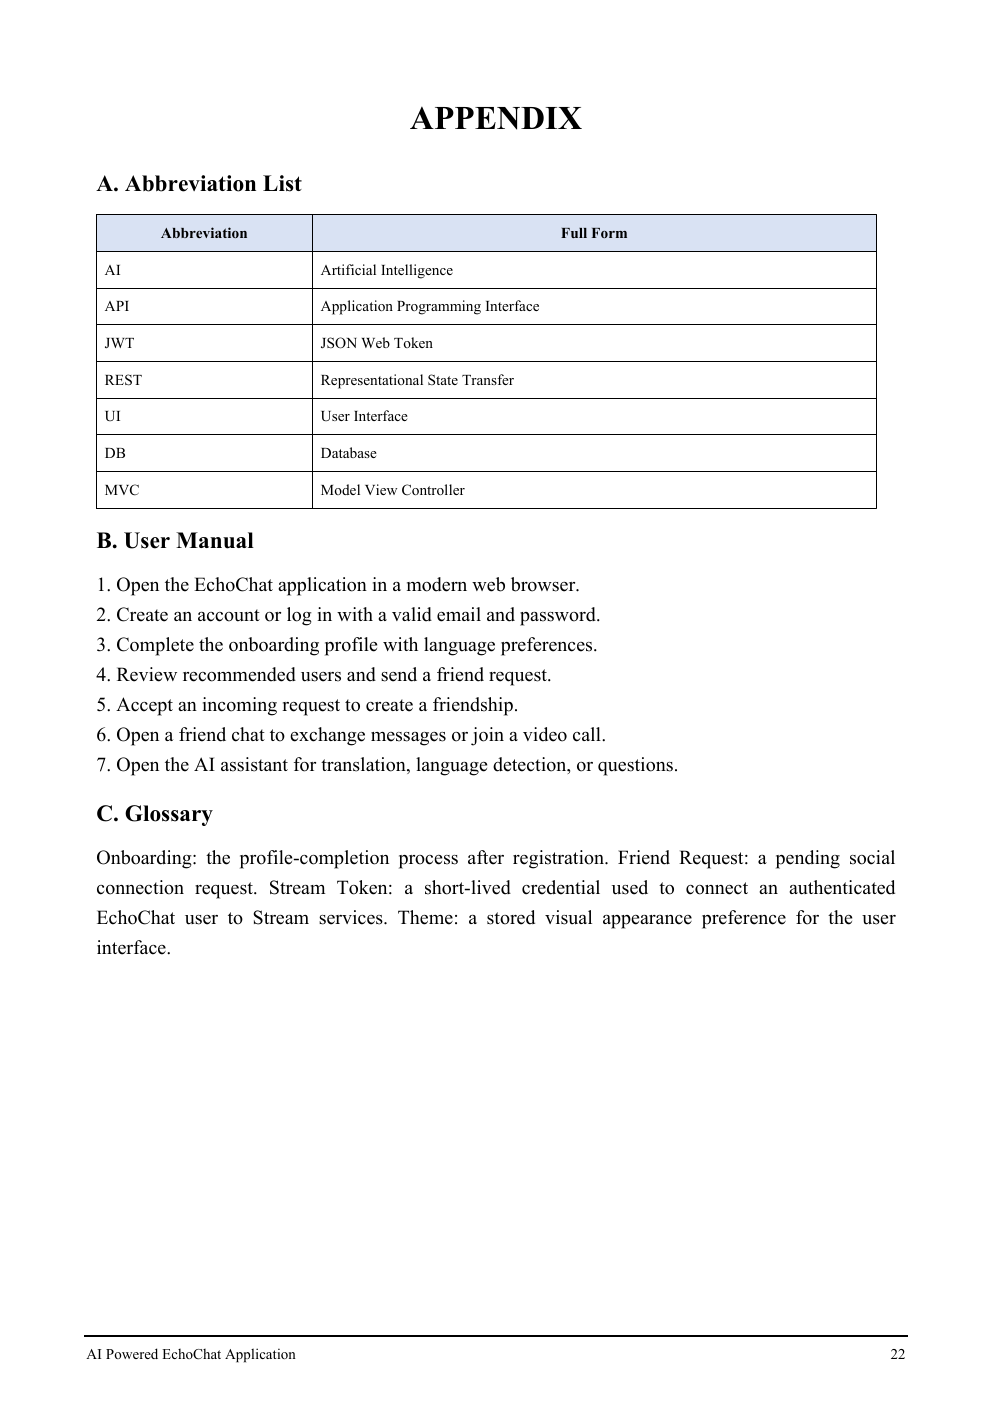 APPENDIX
A. Abbreviation List
Abbreviation Full Form
AI Artificial Intelligence
API Application Programming Interface
JWT JSON Web Token
REST Representational State Transfer
UI User Interface
DB Database
MVC Model View Controller
B. User Manual
1. Open the EchoChat application in a modern web browser.
2. Create an account or log in with a valid email and password.
3. Complete the onboarding profile with language preferences.
4. Review recommended users and send a friend request.
5. Accept an incoming request to create a friendship.
6. Open a friend chat to exchange messages or join a video call.
7. Open the AI assistant for translation, language detection, or questions.
C. Glossary
Onboarding: the profile-completion process after registration. Friend Request: a pending social
connection request. Stream Token: a short-lived credential used to connect an authenticated
EchoChat user to Stream services. Theme: a stored visual appearance preference for the user
interface.
AI Powered EchoChat Application 22